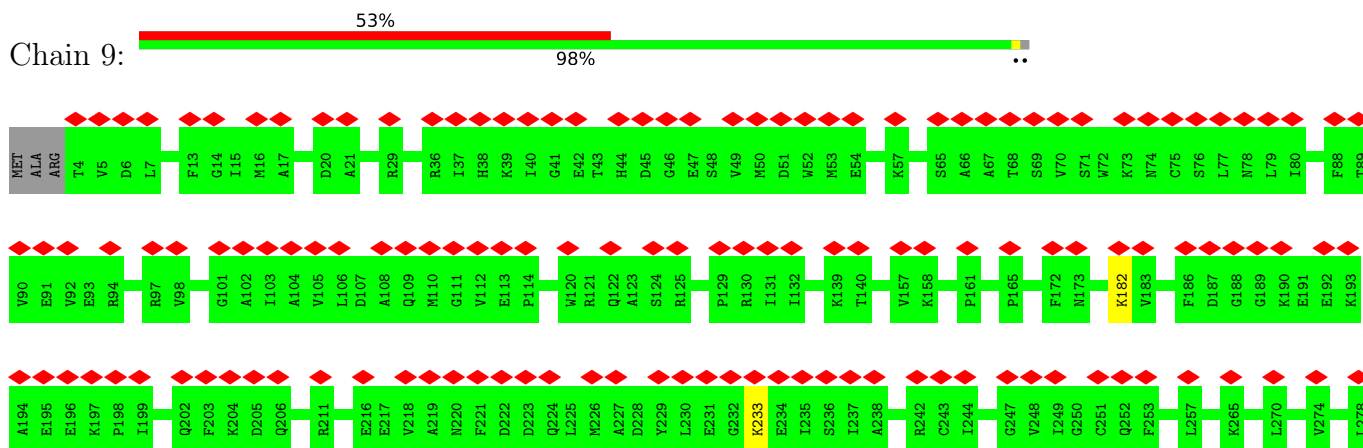 53%
Chain 9:
98%
••
MET ALA ARG T4 V5 D6 L7 F13 G14 I15 M16 A17 D20 A21 R29 R36 I37 H38 K39 I40 G41 E42 T43 H44 D45 G46 E47 S48 V49 M50 D51 W52 M53 E54 K57 S65 A66 A67 T68 S69 V70 S71 W72 K73 N74 C75 S76 L77 N78 L79 I80 F88 T89
V90 E91 V92 E93 R94 R97 V98 G101 A102 I103 A104 V105 L106 D107 A108 Q109 M110 G111 V112 E113 P114 W120 R121 Q122 A123 S124 R125 P129 R130 I131 I132 K139 T140 V157 K158 P161 P165 F172 N173 K182 V183 F186 D187 G188 G189 K190 E191 E192 K193
A194 E195 E196 K197 P198 I199 Q202 F203 K204 D205 Q206 R211 E216 E217 V218 A219 N220 F221 D222 D223 Q224 L225 M226 A227 D228 Y229 L230 E231 G232 K233 E234 I235 S236 I237 A238 R242 C243 I244 G247 V248 I249 G250 C251 Q252 F253 L257 K265 L270 V274